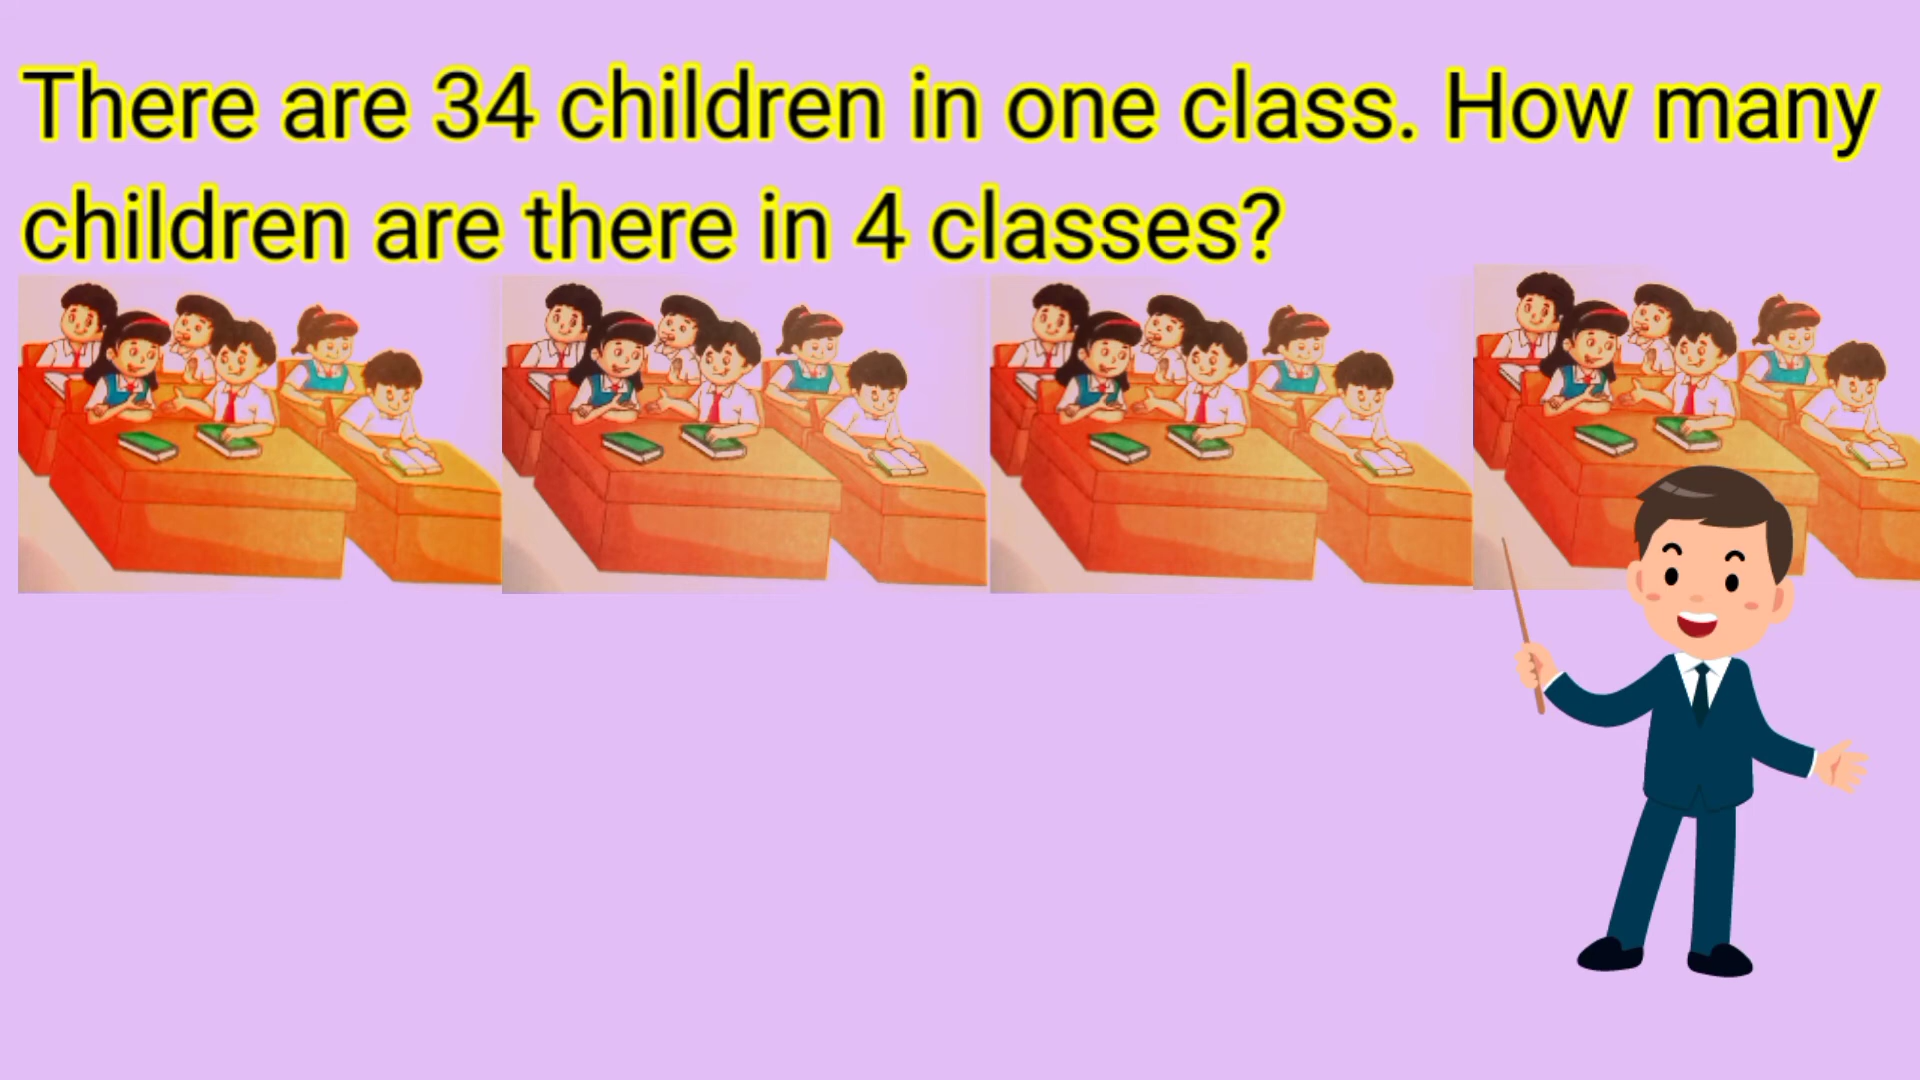 There are 34 children in one class. How many
children are there in 4 classes?